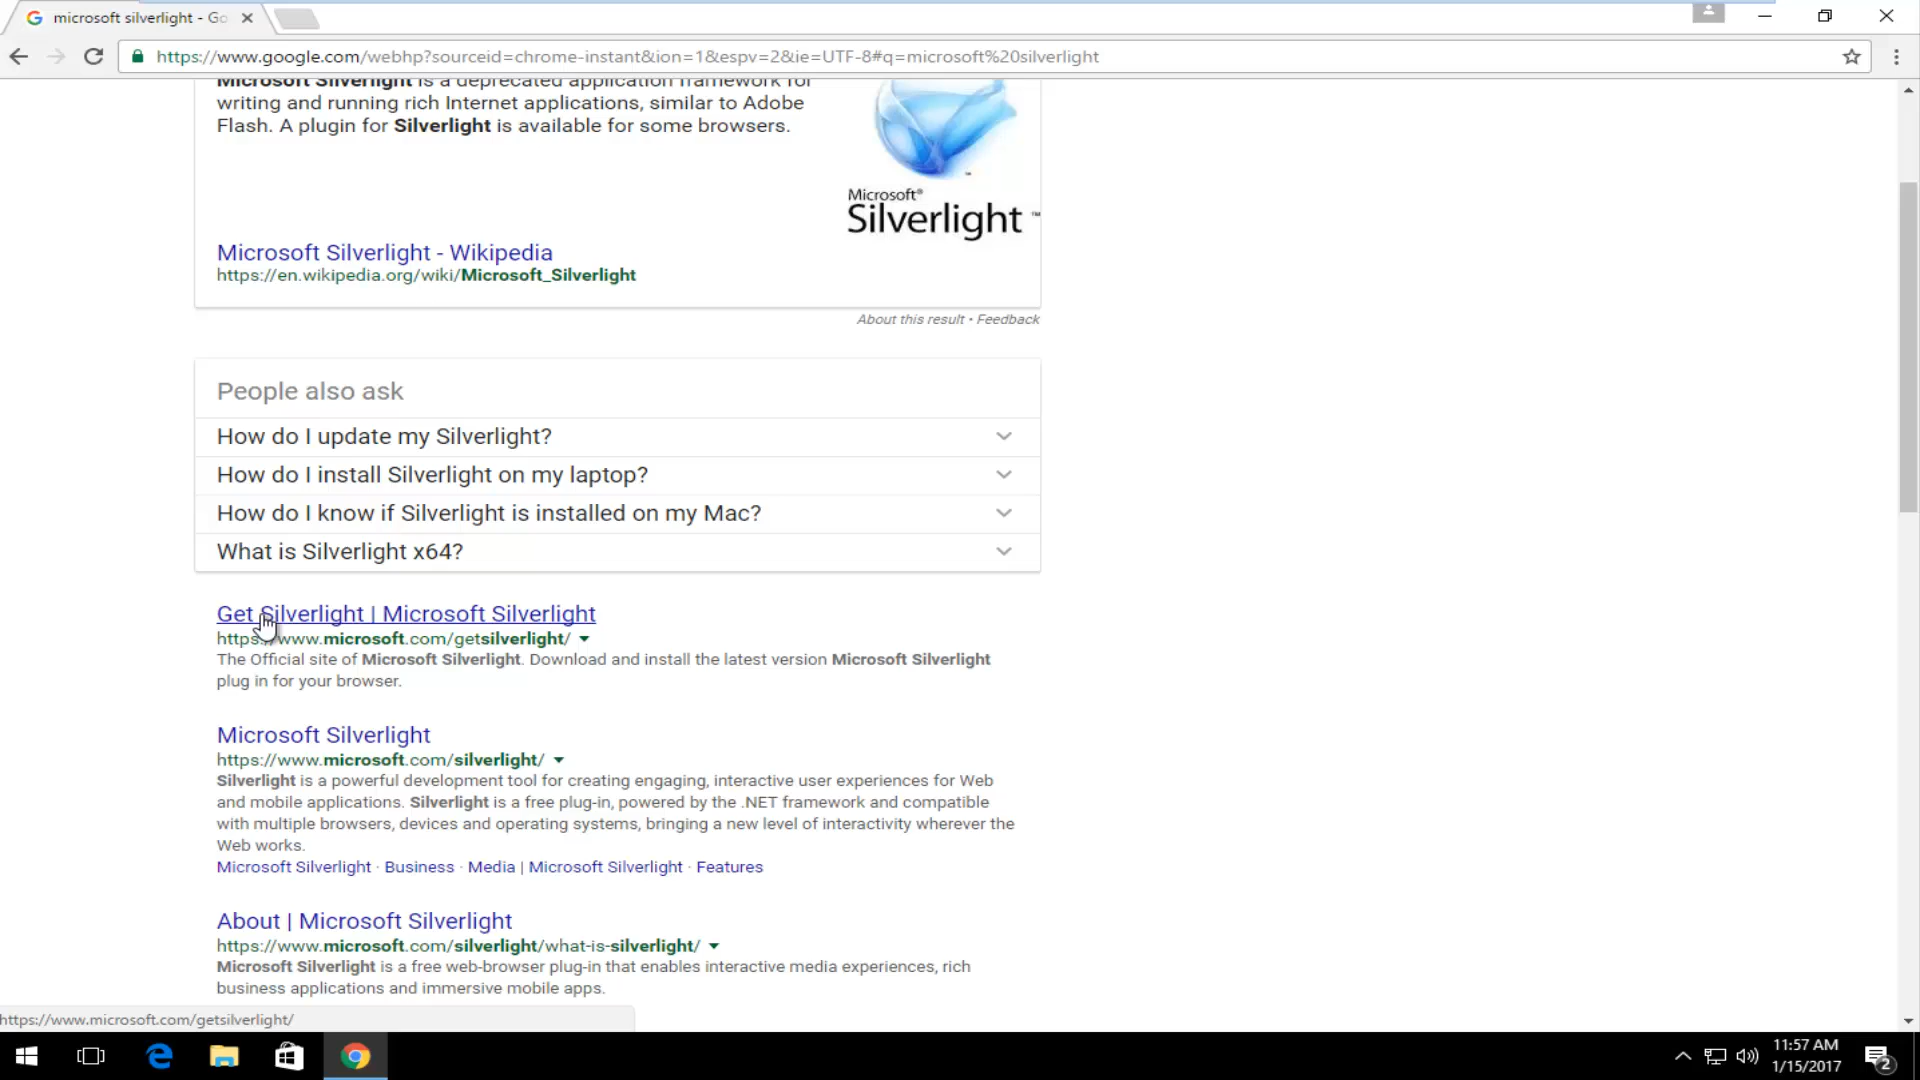 microsoft silverlight - Go
https://www.google.com/webhp?sourceid=chrome-instant&ion=1&espv=2&ie=UTF-8#q=microsoft%20silverlight
Microsoft Silverlight is a deprecated application framework for
writing and running rich Internet applications, similar to Adobe
Flash. A plugin for Silverlight is available for some browsers.
Microsoft®
Silverlight™
Microsoft Silverlight - Wikipedia
https://en.wikipedia.org/wiki/Microsoft_Silverlight
About this result • Feedback
People also ask
How do I update my Silverlight?
How do I install Silverlight on my laptop?
How do I know if Silverlight is installed on my Mac?
What is Silverlight x64?
Get Silverlight | Microsoft Silverlight
https://www.microsoft.com/getsilverlight/
The Official site of Microsoft Silverlight. Download and install the latest version Microsoft Silverlight
plug in for your browser.
Microsoft Silverlight
https://www.microsoft.com/silverlight/
Silverlight is a powerful development tool for creating engaging, interactive user experiences for Web
and mobile applications. Silverlight is a free plug-in, powered by the .NET framework and compatible
with multiple browsers, devices and operating systems, bringing a new level of interactivity wherever the
Web works.
Microsoft Silverlight · Business · Media | Microsoft Silverlight · Features
About | Microsoft Silverlight
https://www.microsoft.com/silverlight/what-is-silverlight/
Microsoft Silverlight is a free web-browser plug-in that enables interactive media experiences, rich
business applications and immersive mobile apps.
https://www.microsoft.com/getsilverlight/
11:57 AM
1/15/2017
2